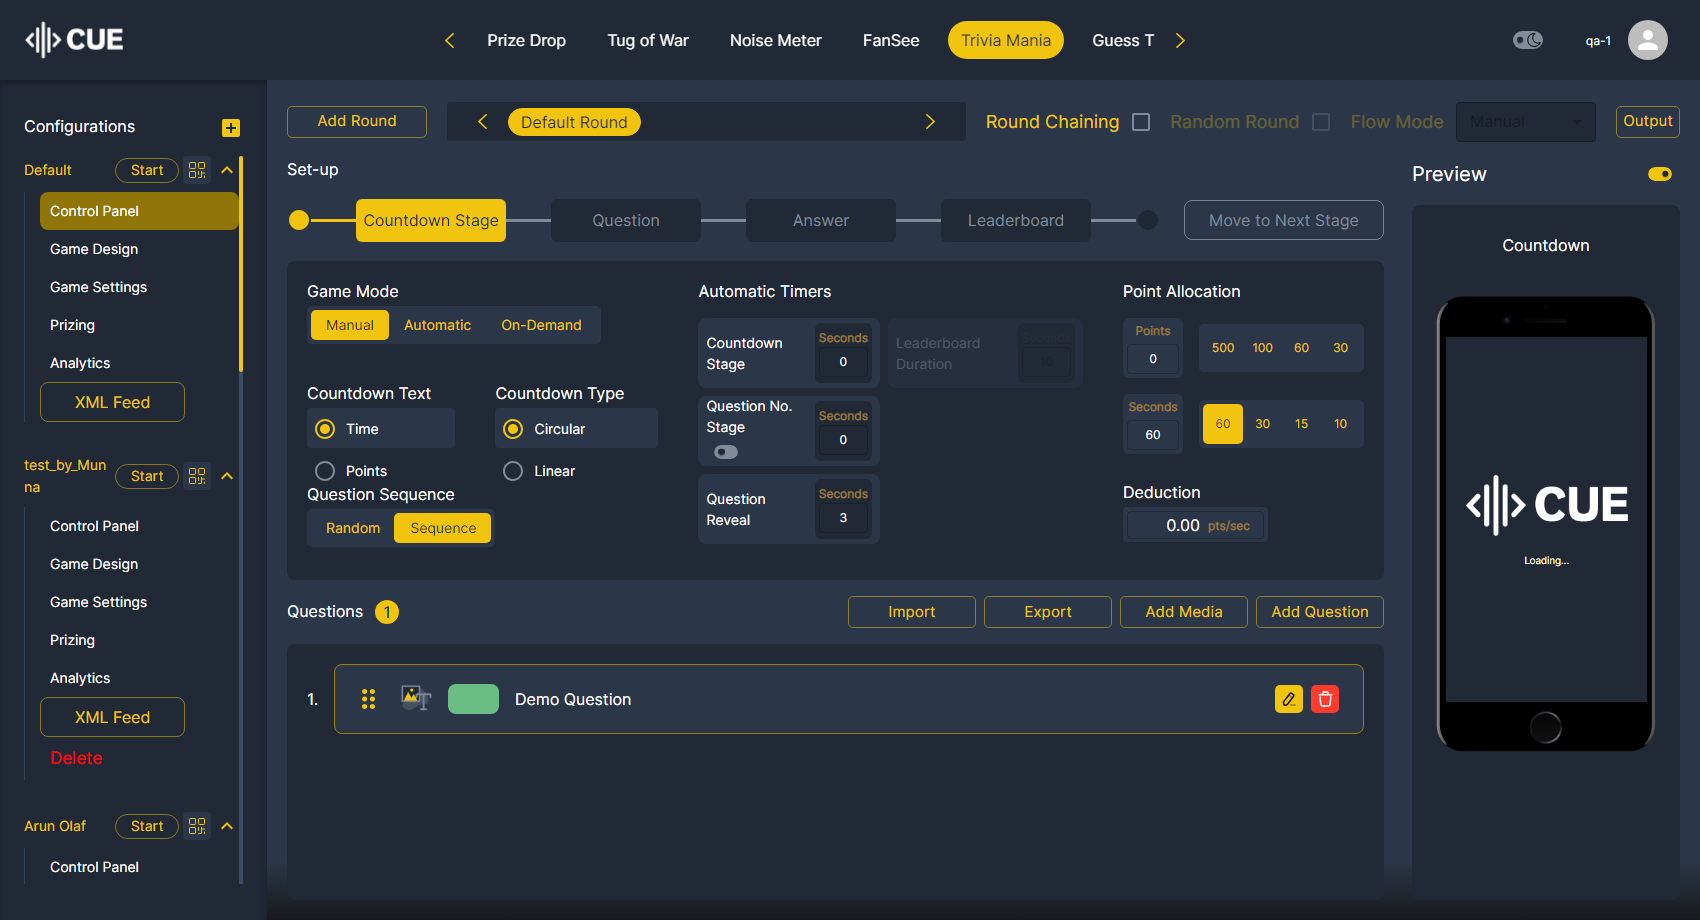 CUE
Prize Drop
Tug of War
Noise Meter
FanSee
Trivia Mania
Guess T
qa-1
Configurations
Default
Start
Control Panel
Game Design
Game Settings
Prizing
Analytics
XML Feed
test_by_Mun
na
Start
Control Panel
Game Design
Game Settings
Prizing
Analytics
XML Feed
Delete
Arun Olaf
Start
Control Panel
Add Round
Default Round
Round Chaining
Random Round
Flow Mode
Manual
Output
Set-up
Countdown Stage
Question
Answer
Leaderboard
Move to Next Stage
Game Mode
Manual
Automatic
On-Demand
Countdown Text
Time
Points
Countdown Type
Circular
Linear
Question Sequence
Random
Sequence
Automatic Timers
Countdown
Stage
Seconds
0
Leaderboard
Duration
Seconds
10
Question No.
Stage
Seconds
0
Question
Reveal
Seconds
3
Point Allocation
Points
0
500
100
60
30
Seconds
60
60
30
15
10
Deduction
0.00 pts/sec
Questions 1
Import
Export
Add Media
Add Question
1.
T
Demo Question
Preview
Countdown
CUE
Loading...